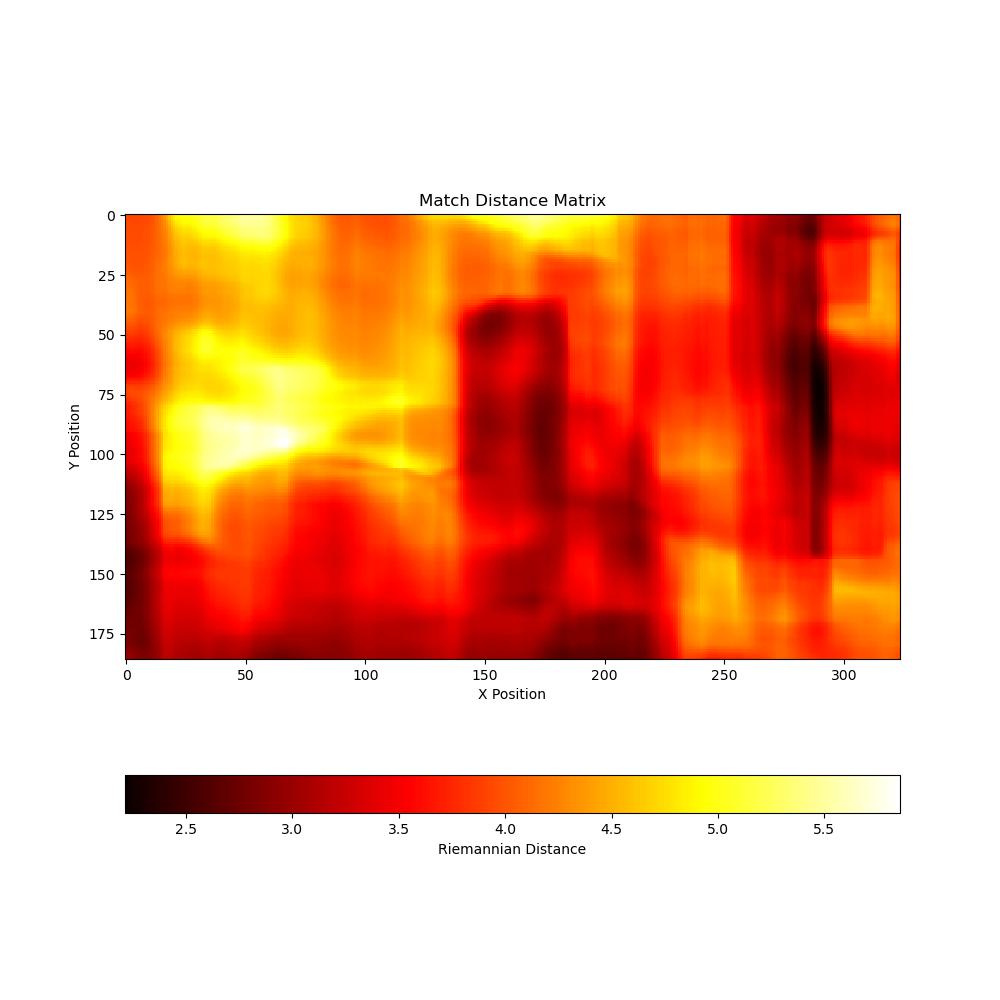 Match Distance Matrix
0
25
50
75
100
125
150
175
Y Position
0 50 100 150 200 250 300
X Position
2.5 3.0 3.5 4.0 4.5 5.0 5.5
Riemannian Distance